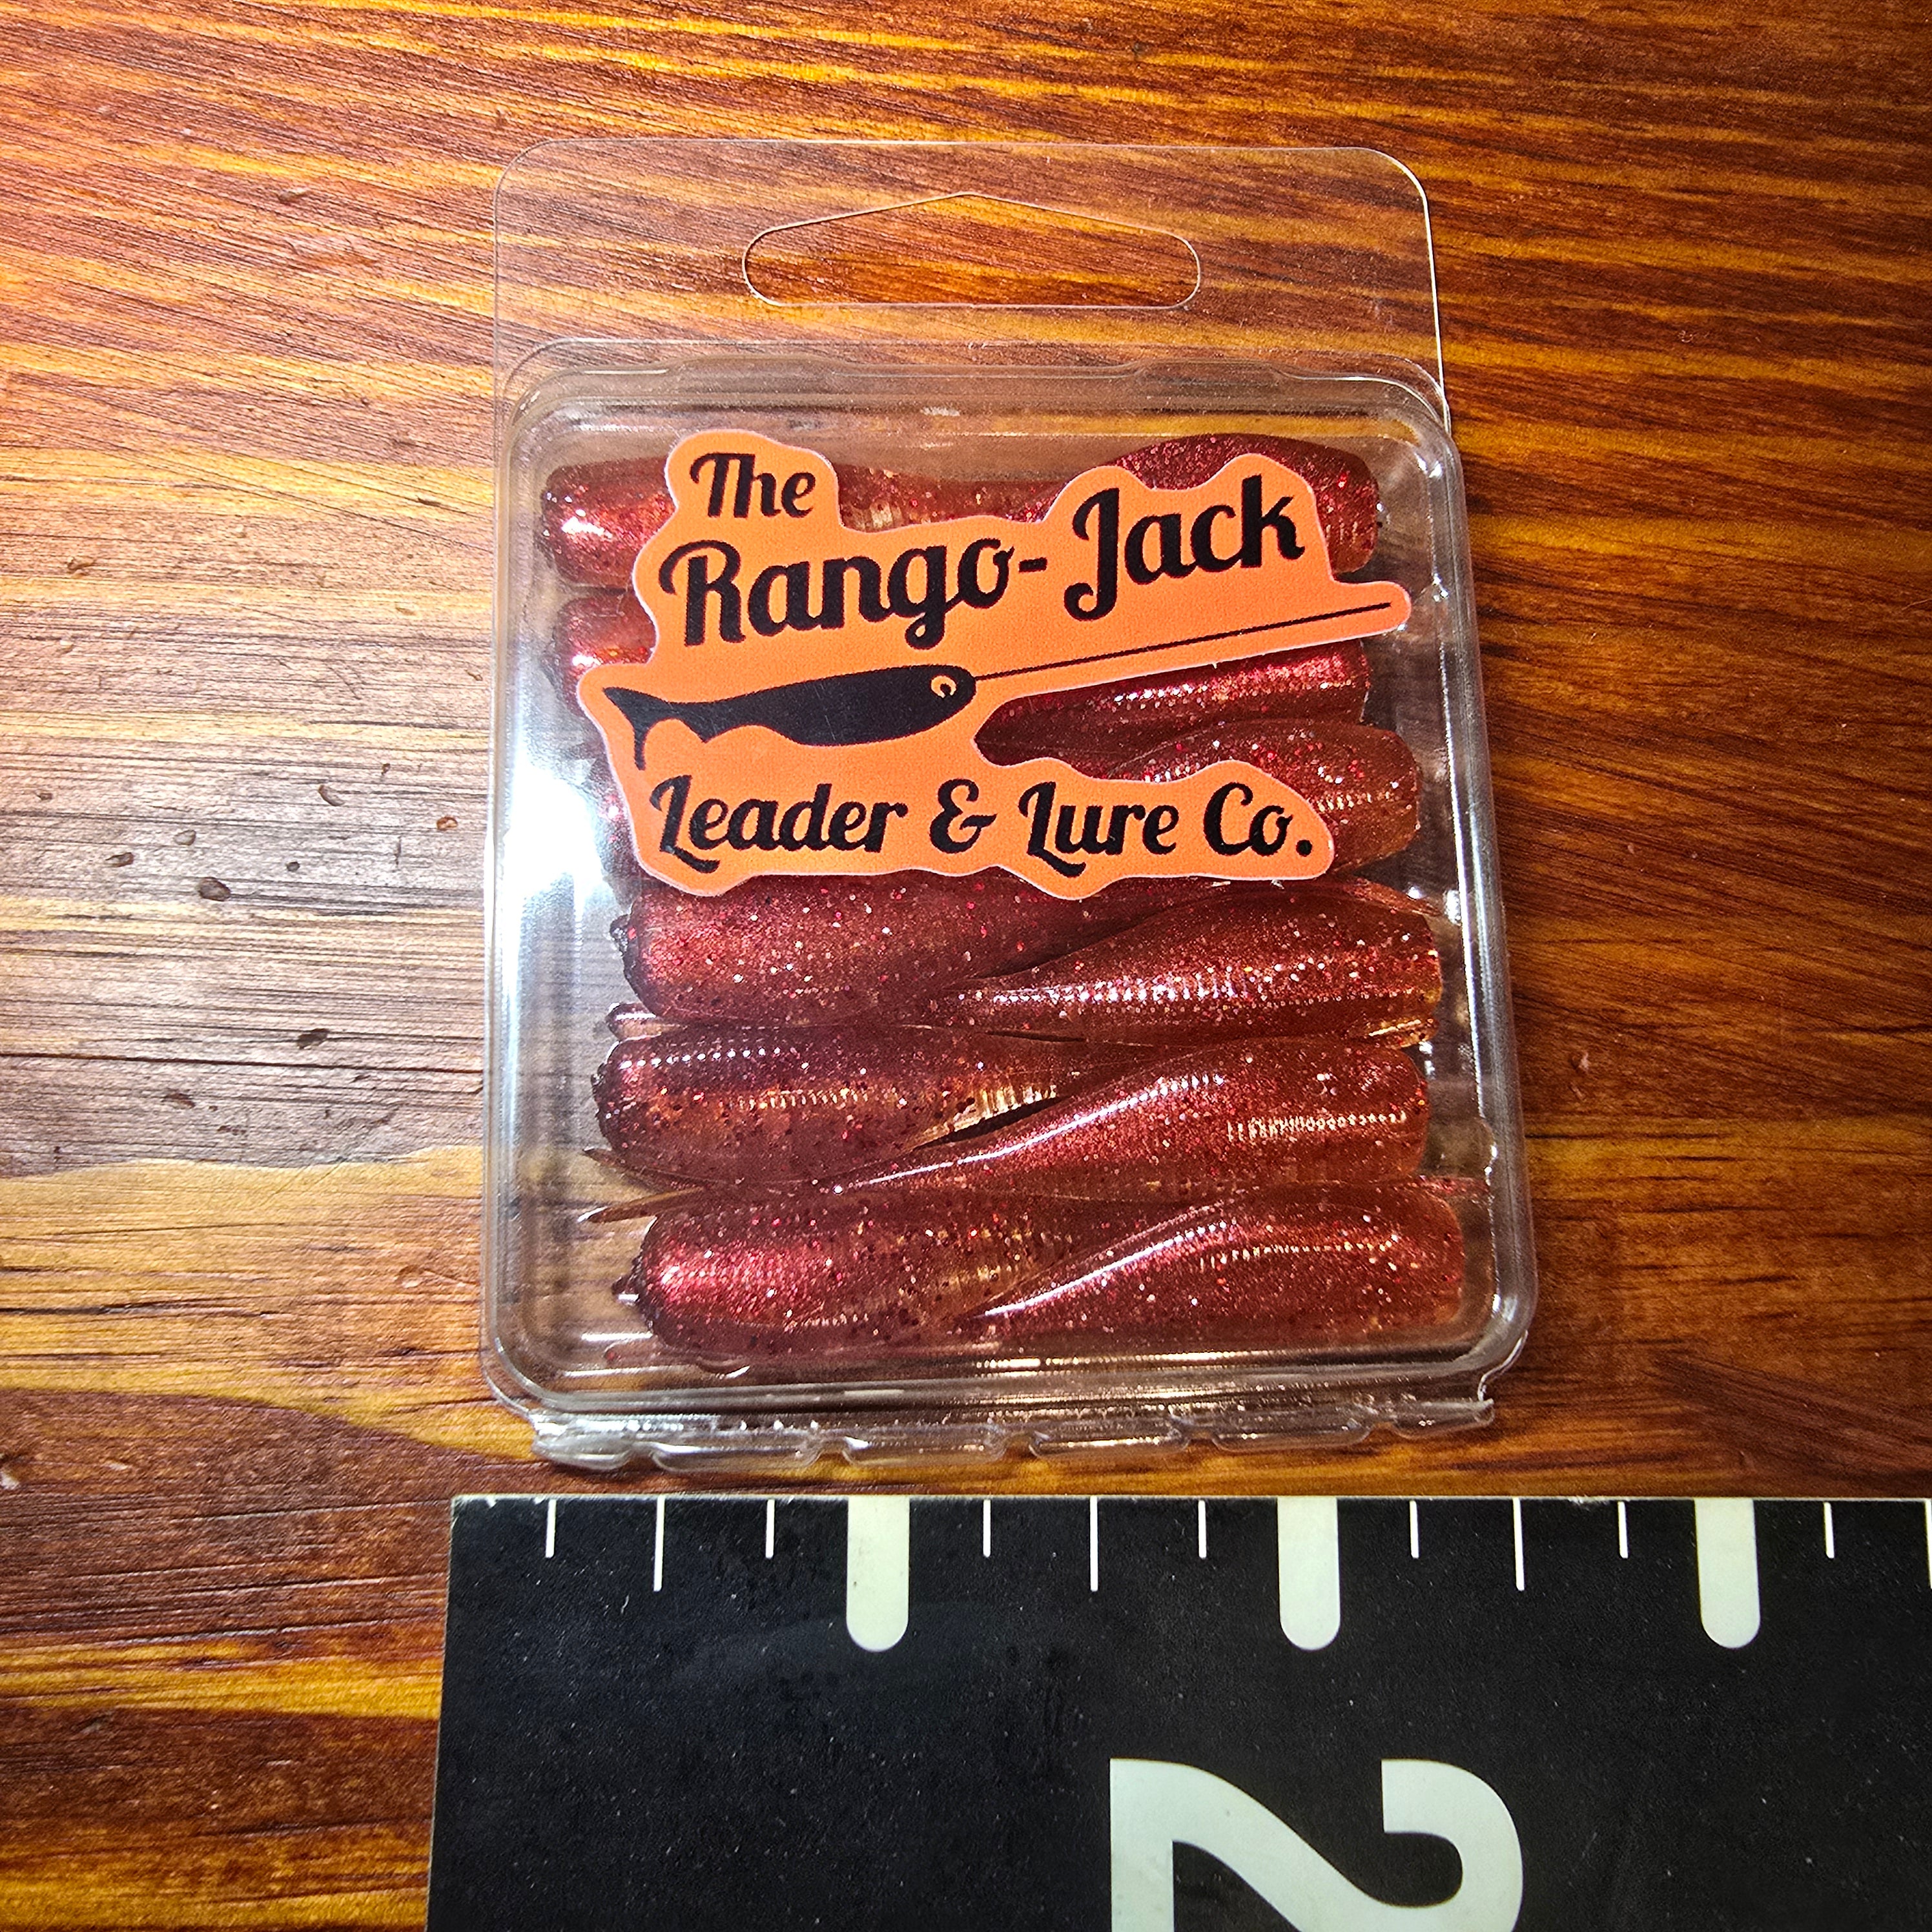 The
Rango-Jack
Leader & Lure Co.
2